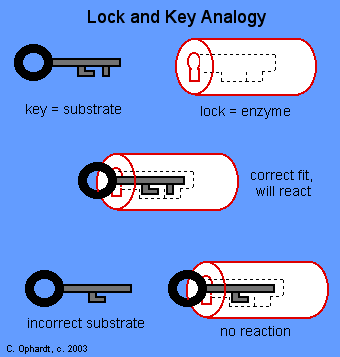 Lock and Key Analogy
key = substrate
lock = enzyme
correct fit,
will react
incorrect substrate
no reaction
C. Ophardt, c. 2003